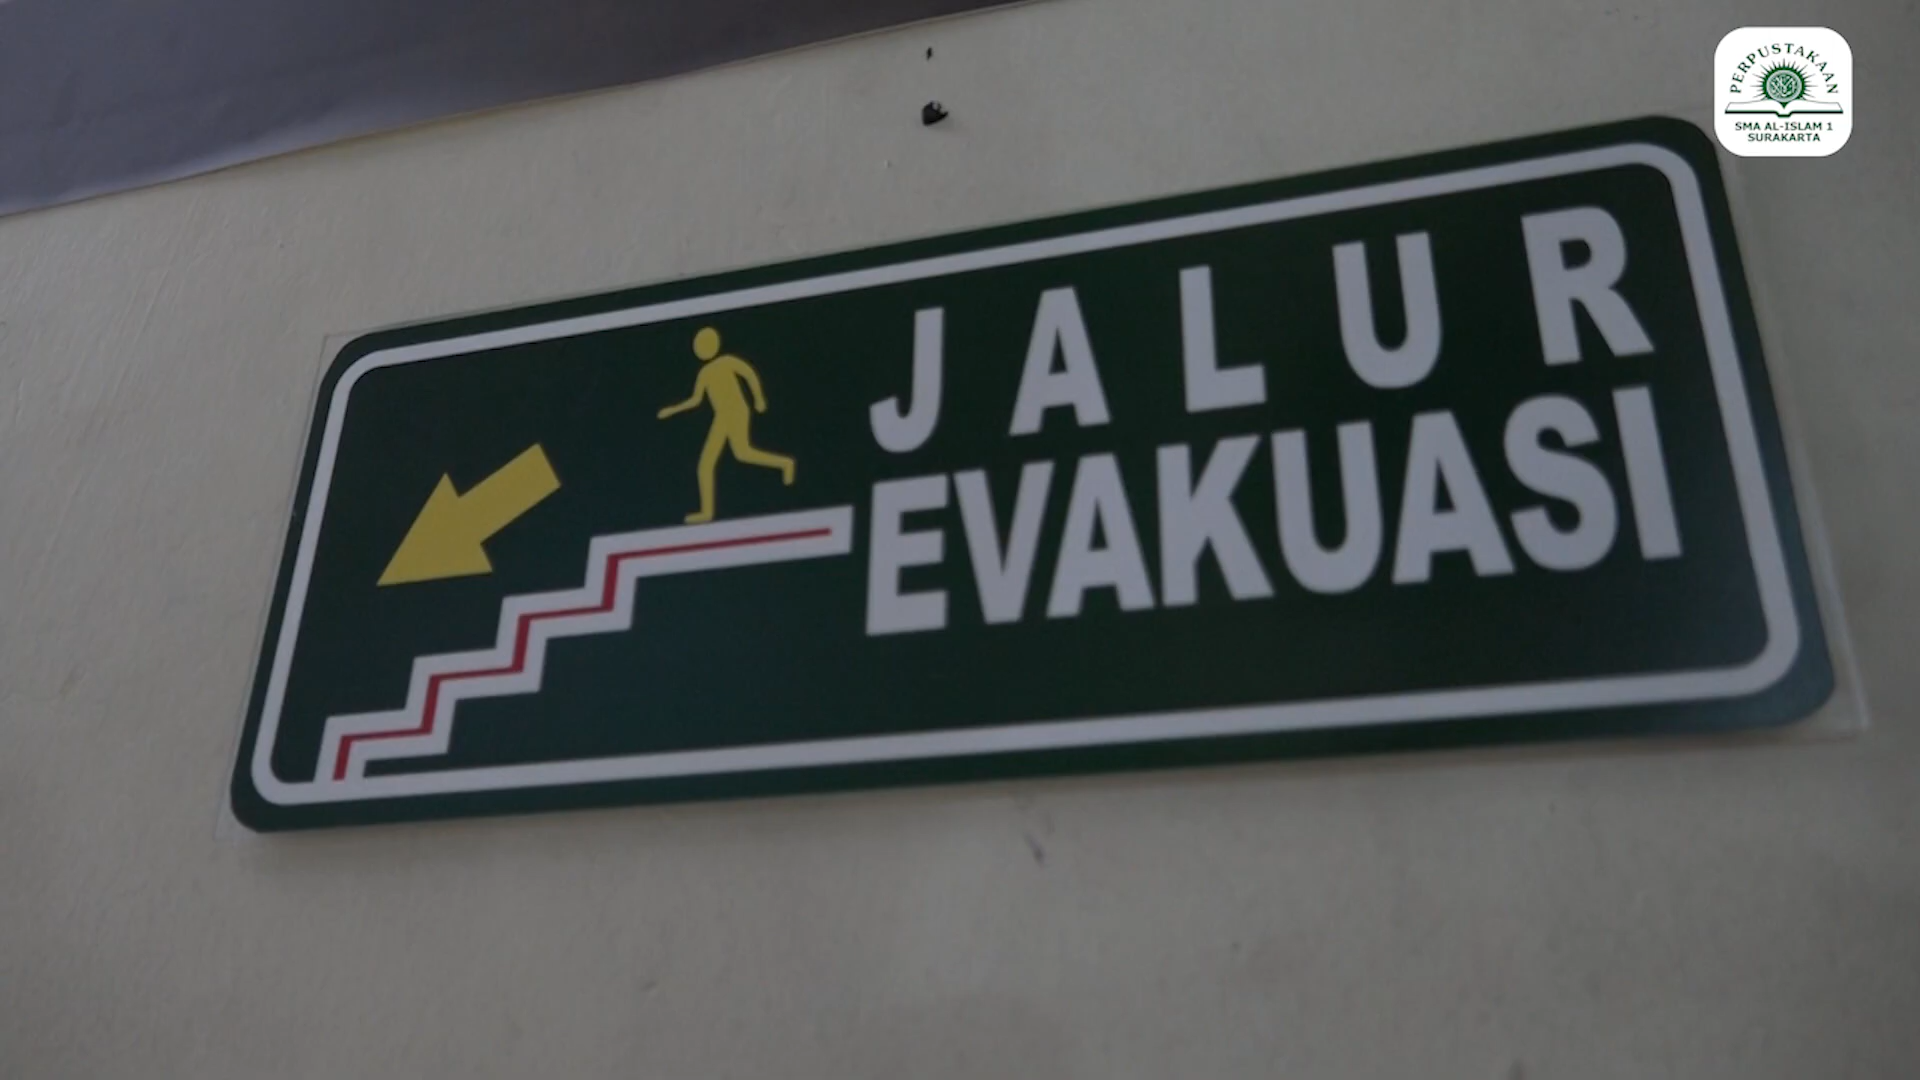 PERPUSTAKAAN
SMA AL-ISLAM 1
SURAKARTA
JALUR
EVAKUASI